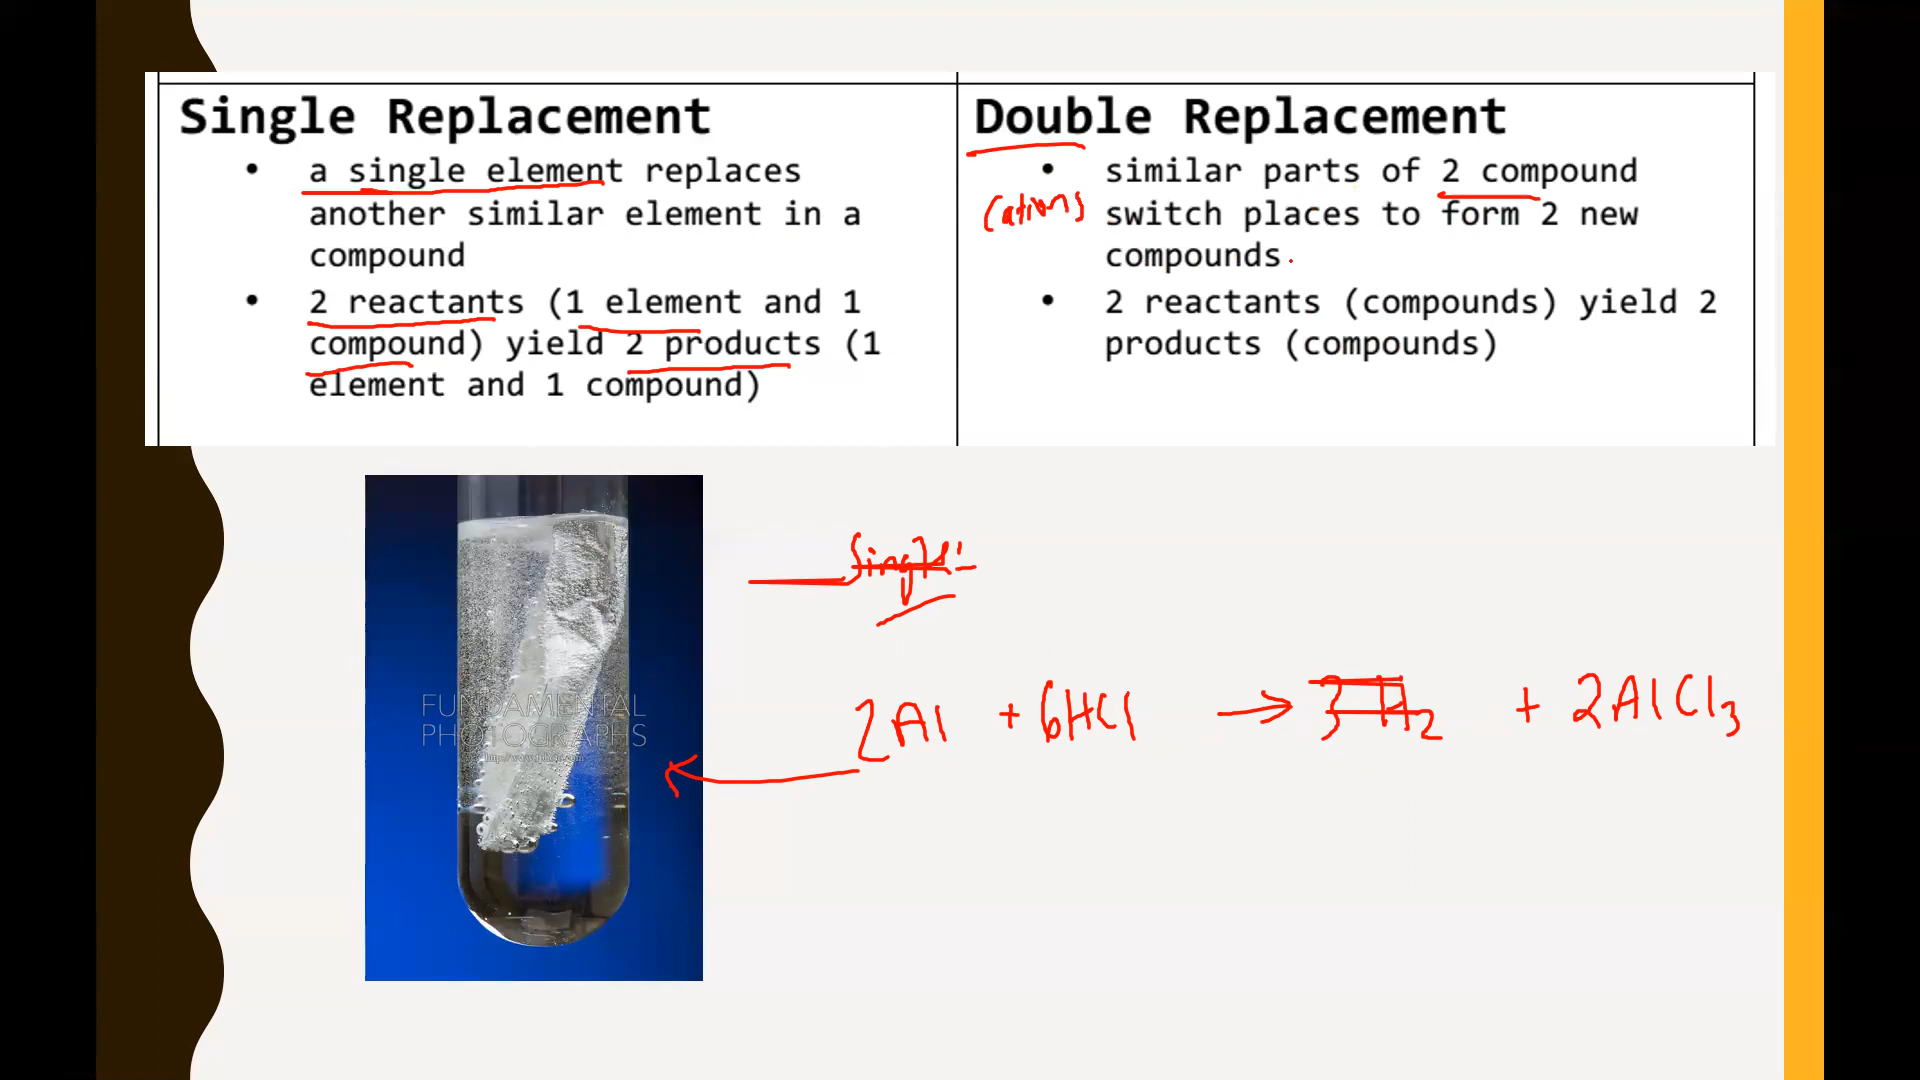 Single Replacement
• a single element replaces
another similar element in a
compound
• 2 reactants (1 element and 1
compound) yield 2 products (1
element and 1 compound)
Double Replacement
• similar parts of 2 compound
(cations)
switch places to form 2 new
compounds.
• 2 reactants (compounds) yield 2
products (compounds)
Single:
2Al + 6HCl → 3H₂ + 2AlCl₃
FUNDAMENTAL
PHOTOGRAPHS